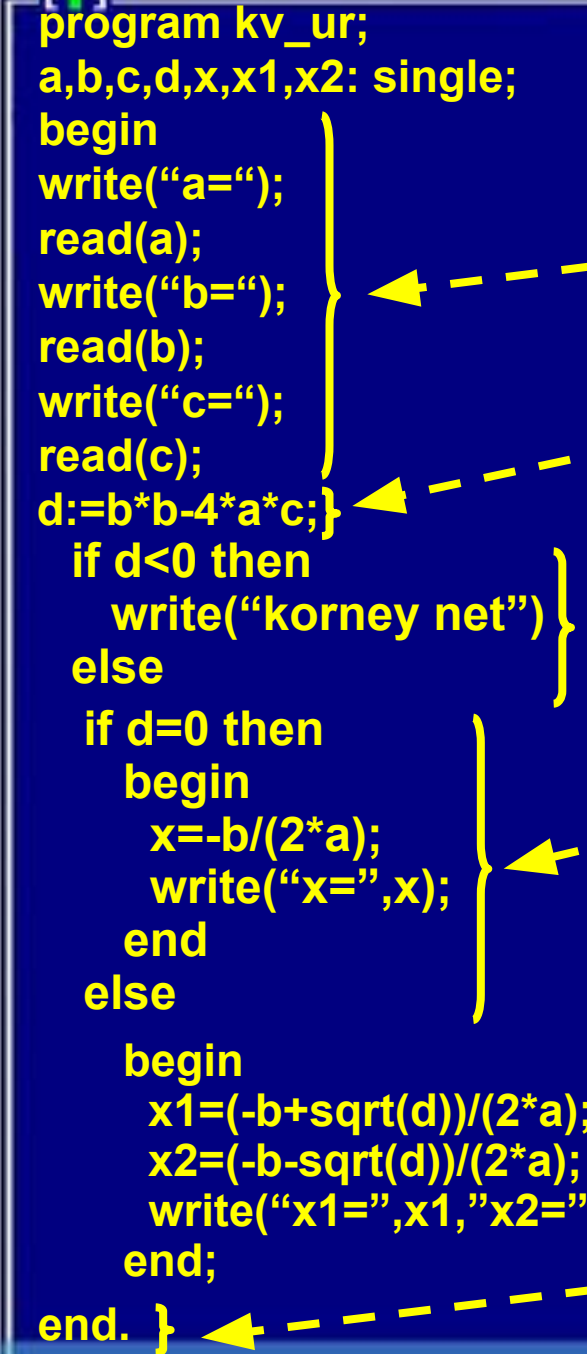 program kv_ur;
a,b,c,d,x,x1,x2: single;
begin
write(“a=“);
read(a);
write(“b=“);
read(b);
write(“c=“);
read(c);
d:=b*b-4*a*c;
if d<0 then
write(“korney net”)
else
if d=0 then
begin
x=-b/(2*a);
write(“x=”,x);
end
else
begin
x1=(-b+sqrt(d))/(2*a);
x2=(-b-sqrt(d))/(2*a);
write(“x1=”,x1,”x2=”
end;
end.